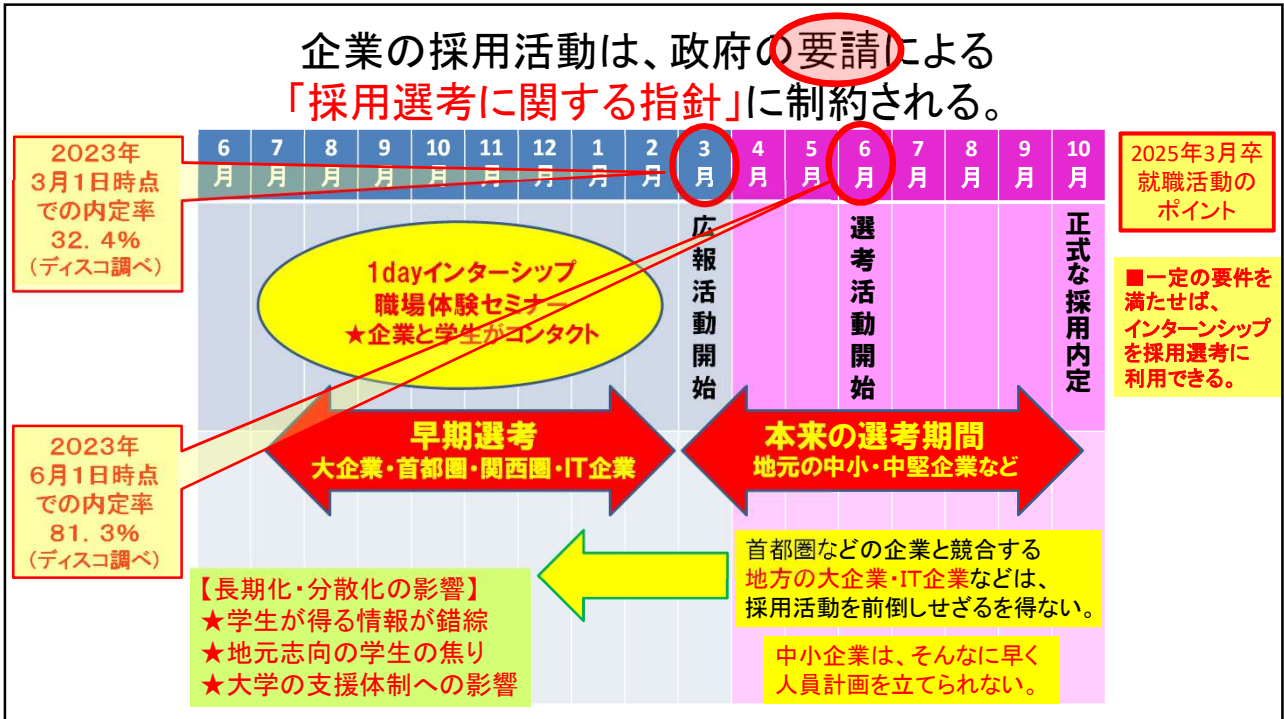 企業の採用活動は、政府の要請による
「採用選考に関する指針」に制約される。
2023年
3月1日時点
での内定率
32．4％
(ディスコ調べ)
6月 7月 8月 9月 10月 11月 12月 1月 2月 3月 4月 5月 6月 7月 8月 9月 10月
2025年3月卒
就職活動の
ポイント
広報活動開始
選考活動開始
正式な採用内定
1dayインターシップ
職場体験セミナー
★企業と学生がコンタクト
■一定の要件を
満たせば、
インターンシップ
を採用選考に
利用できる。
早期選考
大企業・首都圏・関西圏・IT企業
本来の選考期間
地元の中小・中堅企業など
2023年
6月1日時点
での内定率
81．3％
(ディスコ調べ)
首都圏などの企業と競合する
地方の大企業・IT企業などは、
採用活動を前倒しせざるを得ない。
【長期化・分散化の影響】
★学生が得る情報が錯綜
★地元志向の学生の焦り
★大学の支援体制への影響
中小企業は、そんなに早く
人員計画を立てられない。